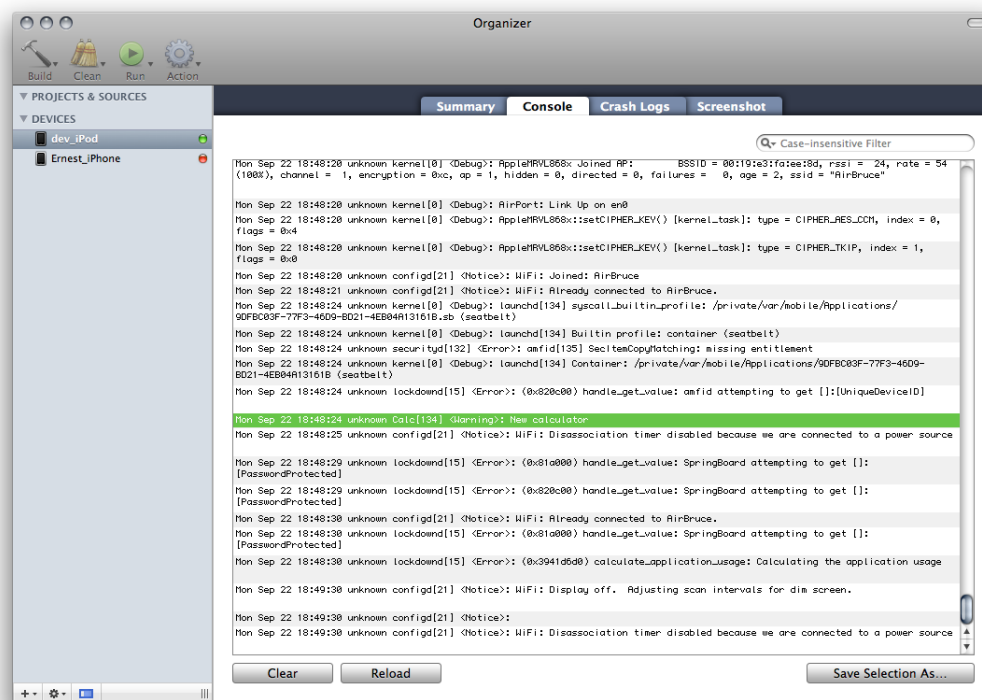 Organizer
Build Clean Run Action
PROJECTS & SOURCES
DEVICES
dev_iPod
Ernest_iPhone
Summary Console Crash Logs Screenshot
Case-insensitive Filter
Mon Sep 22 18:48:20 unknown kernel[0] <Debug>: AppleMRVL868x Joined AP: BSSID = 00:19:e3:fa:ee:8d, rssi = 24, rate = 54
(100%), channel = 1, encryption = 0xc, ap = 1, hidden = 0, directed = 0, failures = 0, age = 2, ssid = "AirBruce"
Mon Sep 22 18:48:20 unknown kernel[0] <Debug>: AirPort: Link Up on en0
Mon Sep 22 18:48:20 unknown kernel[0] <Debug>: AppleMRVL868x::setCIPHER_KEY() [kernel_task]: type = CIPHER_AES_CCM, index = 0,
flags = 0x4
Mon Sep 22 18:48:20 unknown kernel[0] <Debug>: AppleMRVL868x::setCIPHER_KEY() [kernel_task]: type = CIPHER_TKIP, index = 1,
flags = 0x0
Mon Sep 22 18:48:20 unknown configd[21] <Notice>: WiFi: Joined: AirBruce
Mon Sep 22 18:48:21 unknown configd[21] <Notice>: WiFi: Already connected to AirBruce.
Mon Sep 22 18:48:24 unknown kernel[0] <Debug>: launchd[134] syscall_builtin_profile: /private/var/mobile/Applications/
9DFBC03F-77F3-46D9-BD21-4EB04A13161B.sb (seatbelt)
Mon Sep 22 18:48:24 unknown kernel[0] <Debug>: launchd[134] Builtin profile: container (seatbelt)
Mon Sep 22 18:48:24 unknown securityd[132] <Error>: amfid[135] SecItemCopyMatching: missing entitlement
Mon Sep 22 18:48:24 unknown kernel[0] <Debug>: launchd[134] Container: /private/var/mobile/Applications/9DFBC03F-77F3-46D9-
BD21-4EB04A13161B (seatbelt)
Mon Sep 22 18:48:24 unknown lockdownd[15] <Error>: (0x820c00) handle_get_value: amfid attempting to get []:[UniqueDeviceID]
Mon Sep 22 18:48:24 unknown Calc[134] <Warning>: New calculator
Mon Sep 22 18:48:25 unknown configd[21] <Notice>: WiFi: Disassociation timer disabled because we are connected to a power source
Mon Sep 22 18:48:29 unknown lockdownd[15] <Error>: (0x81a000) handle_get_value: SpringBoard attempting to get []:
[PasswordProtected]
Mon Sep 22 18:48:29 unknown lockdownd[15] <Error>: (0x820c00) handle_get_value: SpringBoard attempting to get []:
[PasswordProtected]
Mon Sep 22 18:48:30 unknown configd[21] <Notice>: WiFi: Already connected to AirBruce.
Mon Sep 22 18:48:30 unknown lockdownd[15] <Error>: (0x81a000) handle_get_value: SpringBoard attempting to get []:
[PasswordProtected]
Mon Sep 22 18:48:30 unknown lockdownd[15] <Error>: (0x3941d6d0) calculate_application_usage: Calculating the application usage
Mon Sep 22 18:49:30 unknown configd[21] <Notice>: WiFi: Display off. Adjusting scan intervals for dim screen.
Mon Sep 22 18:49:30 unknown configd[21] <Notice>:
Mon Sep 22 18:49:30 unknown configd[21] <Notice>: WiFi: Disassociation timer disabled because we are connected to a power source
Clear Reload Save Selection As...